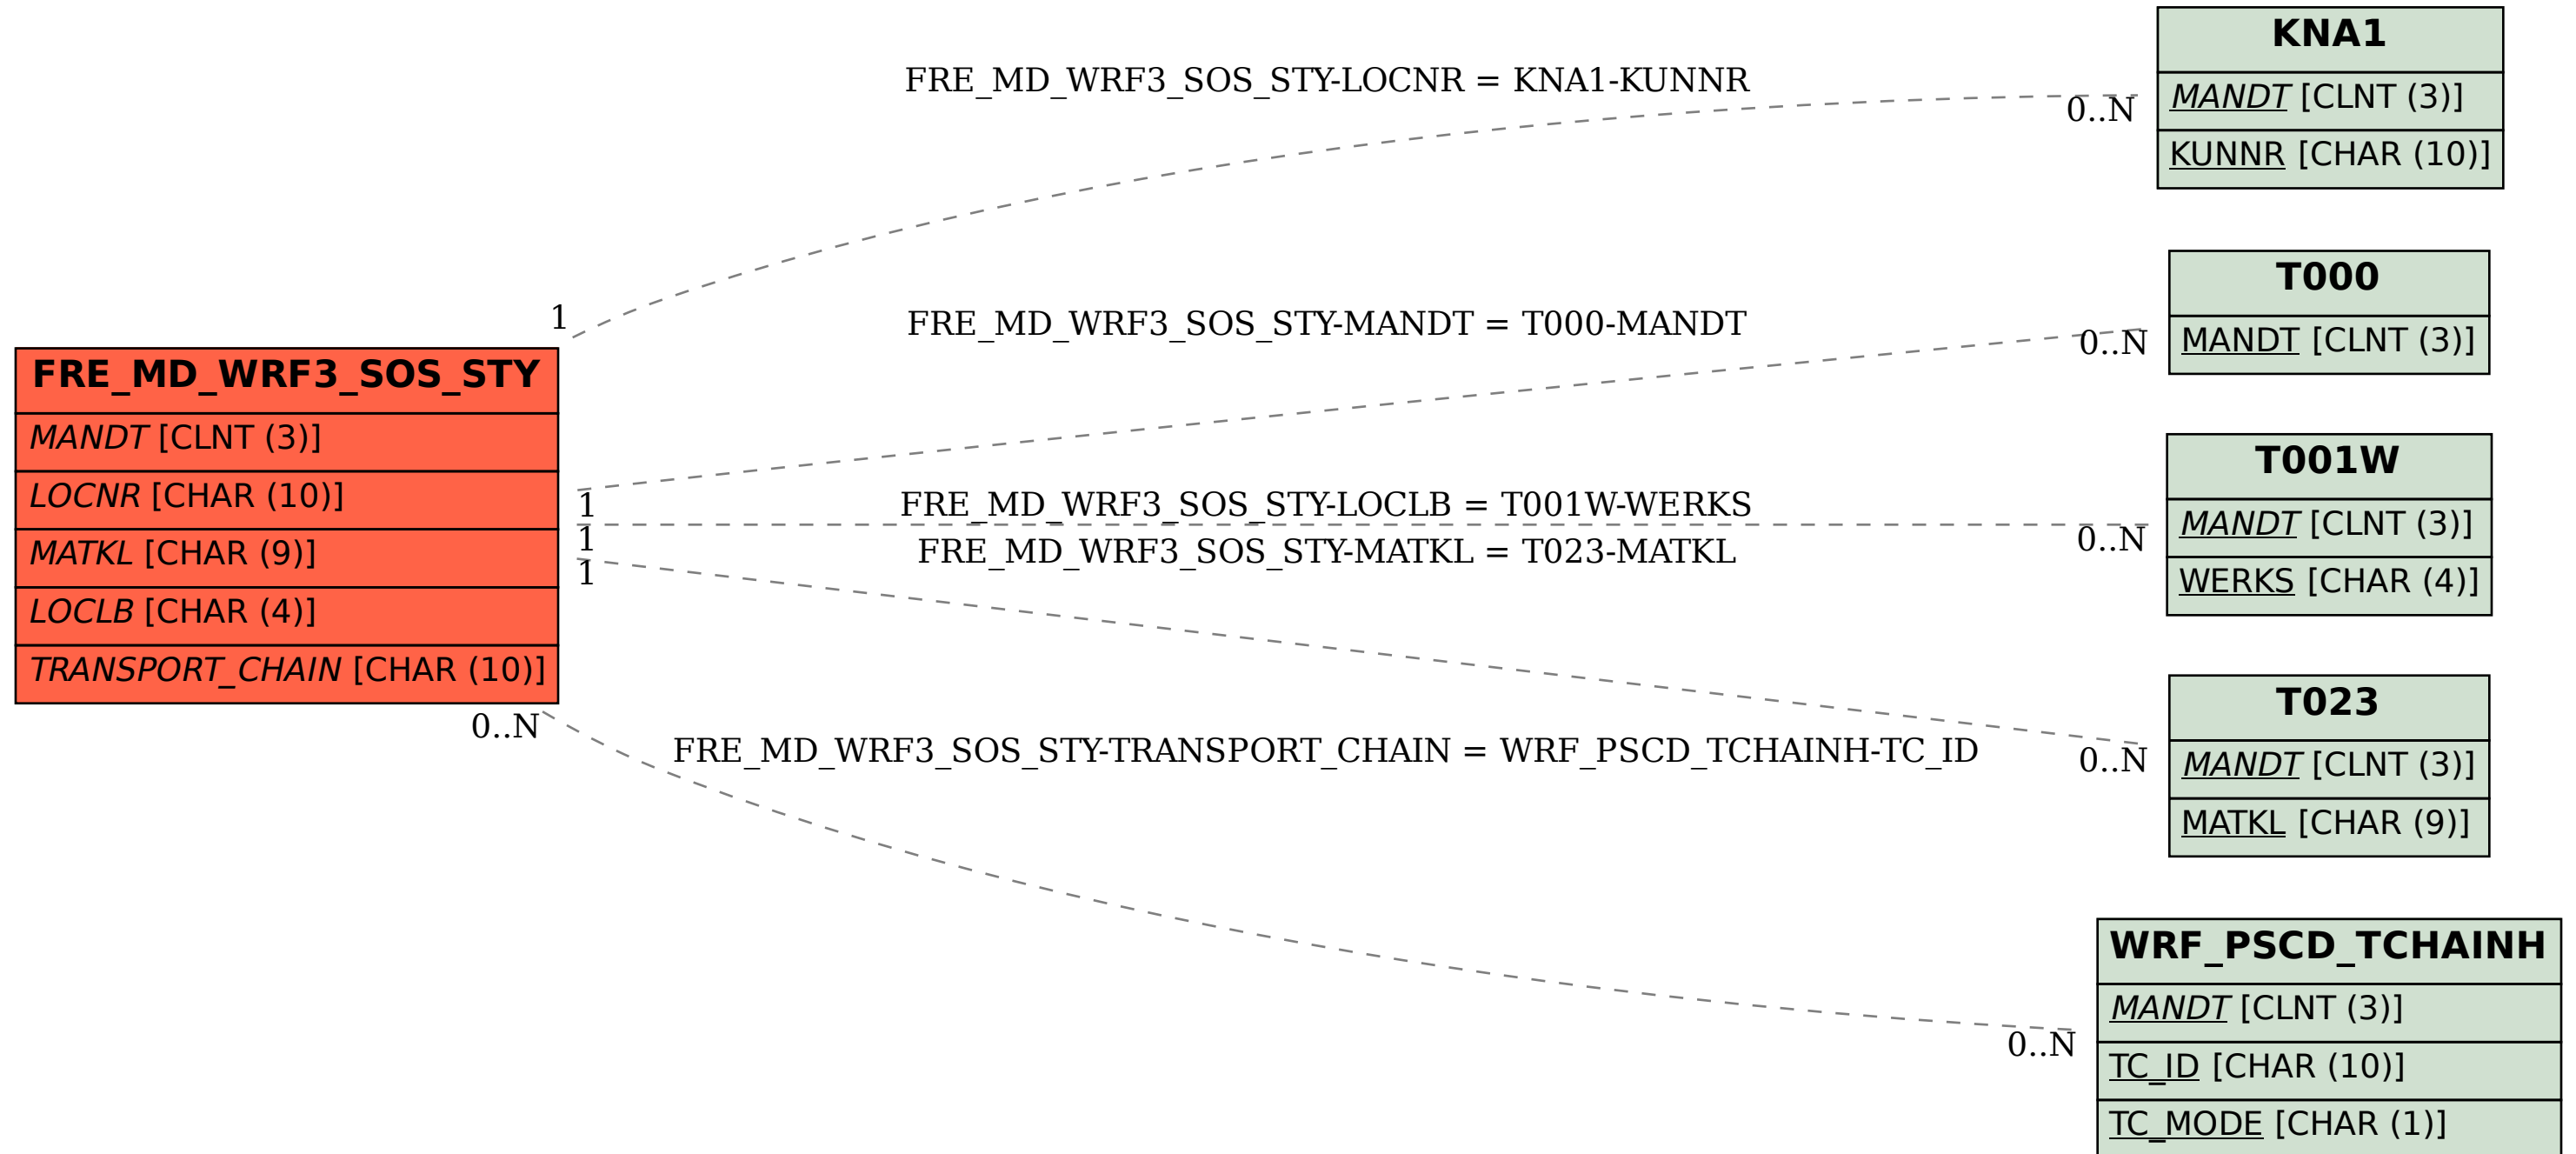 FRE_MD_WRF3_SOS_STY
MANDT [CLNT (3)]
LOCNR [CHAR (10)]
MATKL [CHAR (9)]
LOCLB [CHAR (4)]
TRANSPORT_CHAIN [CHAR (10)]
FRE_MD_WRF3_SOS_STY-LOCNR = KNA1-KUNNR
1
0..N
FRE_MD_WRF3_SOS_STY-MANDT = T000-MANDT
1
0..N
FRE_MD_WRF3_SOS_STY-LOCLB = T001W-WERKS
1
0..N
FRE_MD_WRF3_SOS_STY-MATKL = T023-MATKL
1
0..N
FRE_MD_WRF3_SOS_STY-TRANSPORT_CHAIN = WRF_PSCD_TCHAINH-TC_ID
0..N
0..N
KNA1
MANDT [CLNT (3)]
KUNNR [CHAR (10)]
T000
MANDT [CLNT (3)]
T001W
MANDT [CLNT (3)]
WERKS [CHAR (4)]
T023
MANDT [CLNT (3)]
MATKL [CHAR (9)]
WRF_PSCD_TCHAINH
MANDT [CLNT (3)]
TC_ID [CHAR (10)]
TC_MODE [CHAR (1)]